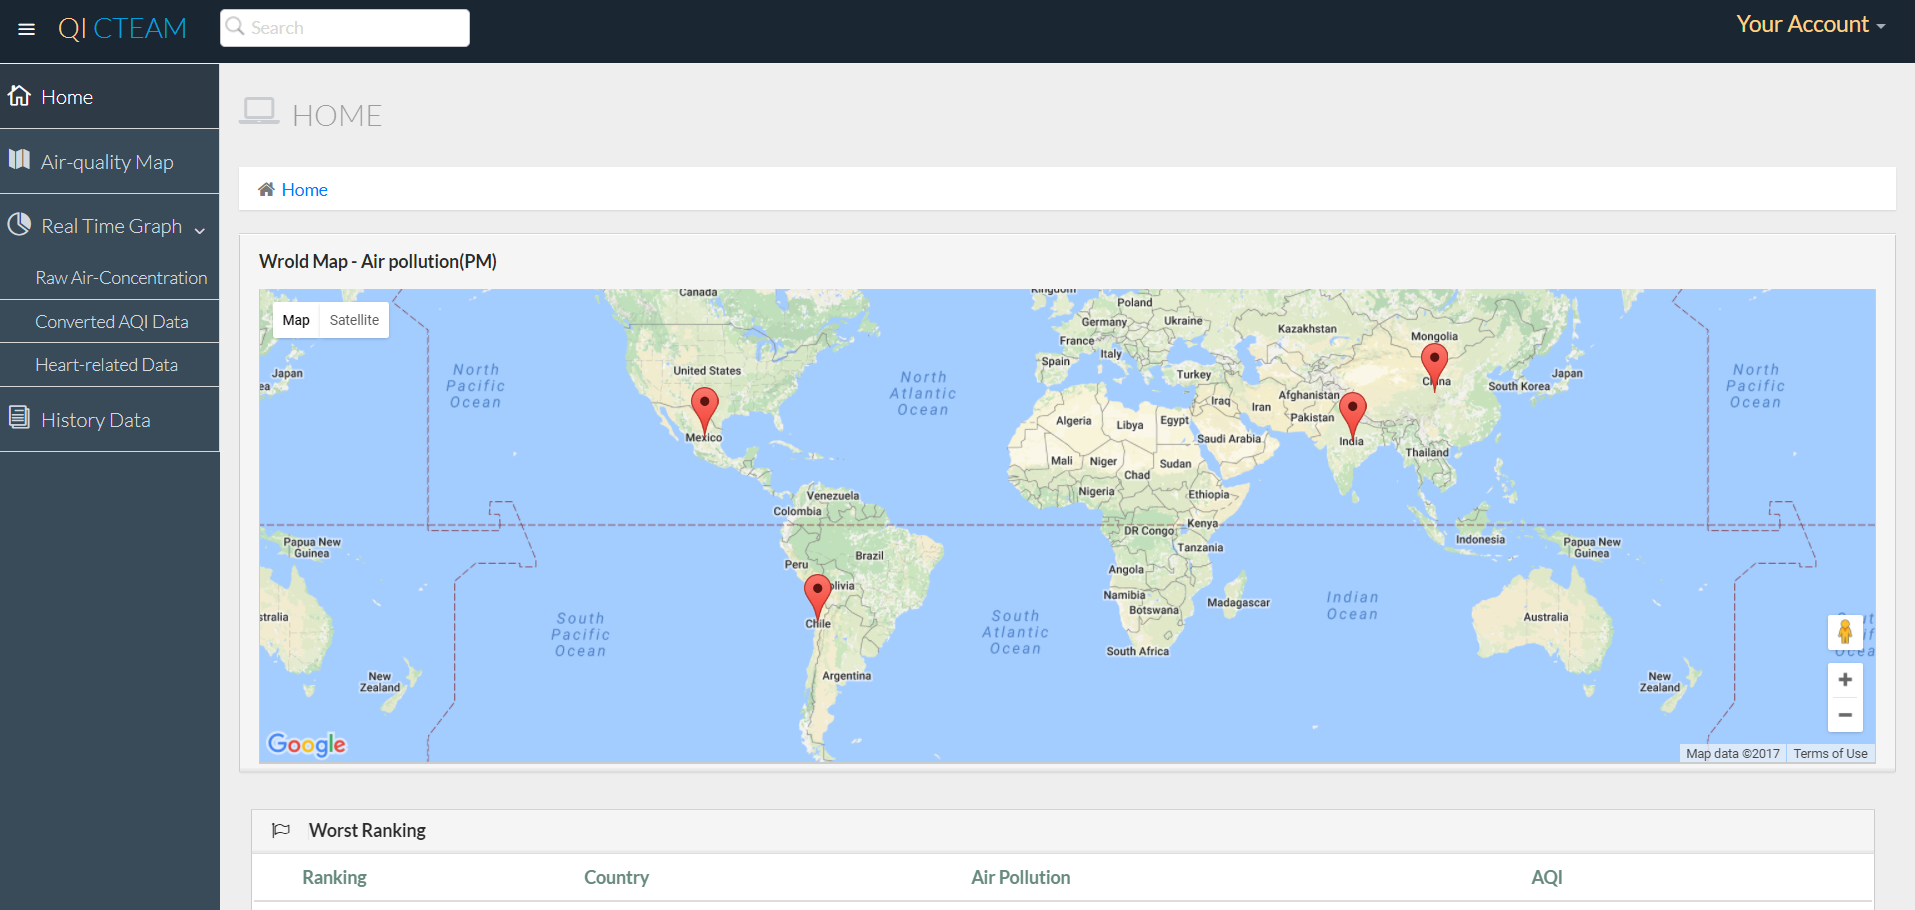 QI CTEAM
Search
Your Account
Home
Air-quality Map
Real Time Graph
Raw Air-Concentration
Converted AQI Data
Heart-related Data
History Data
HOME
Home
Wrold Map - Air pollution(PM)
Map Satellite
Canada
Kingdom
Poland
Germany
Ukraine
Kazakhstan
Mongolia
France
Italy
Spain
Turkey
Japan
United States
North
Pacific
Ocean
North
Atlantic
Ocean
China
South Korea
Japan
North
Pacific
Ocean
Iraq
Iran
Afghanistan
Pakistan
Algeria
Libya
Egypt
Saudi Arabia
India
Mexico
Mali
Niger
Chad
Sudan
Thailand
Nigeria
Ethiopia
Venezuela
Colombia
DR Congo
Kenya
Tanzania
Indonesia
Papua New
Guinea
Papua New
Guinea
Brazil
Peru
olivia
Angola
Namibia
Botswana
Madagascar
Indian
Ocean
Chile
South
Pacific
Ocean
South
Atlantic
Ocean
stralia
Australia
South Africa
Argentina
New
Zealand
New
Zealand
Ocea
Google
Map data ©2017 Terms of Use
Worst Ranking
Ranking Country Air Pollution AQI